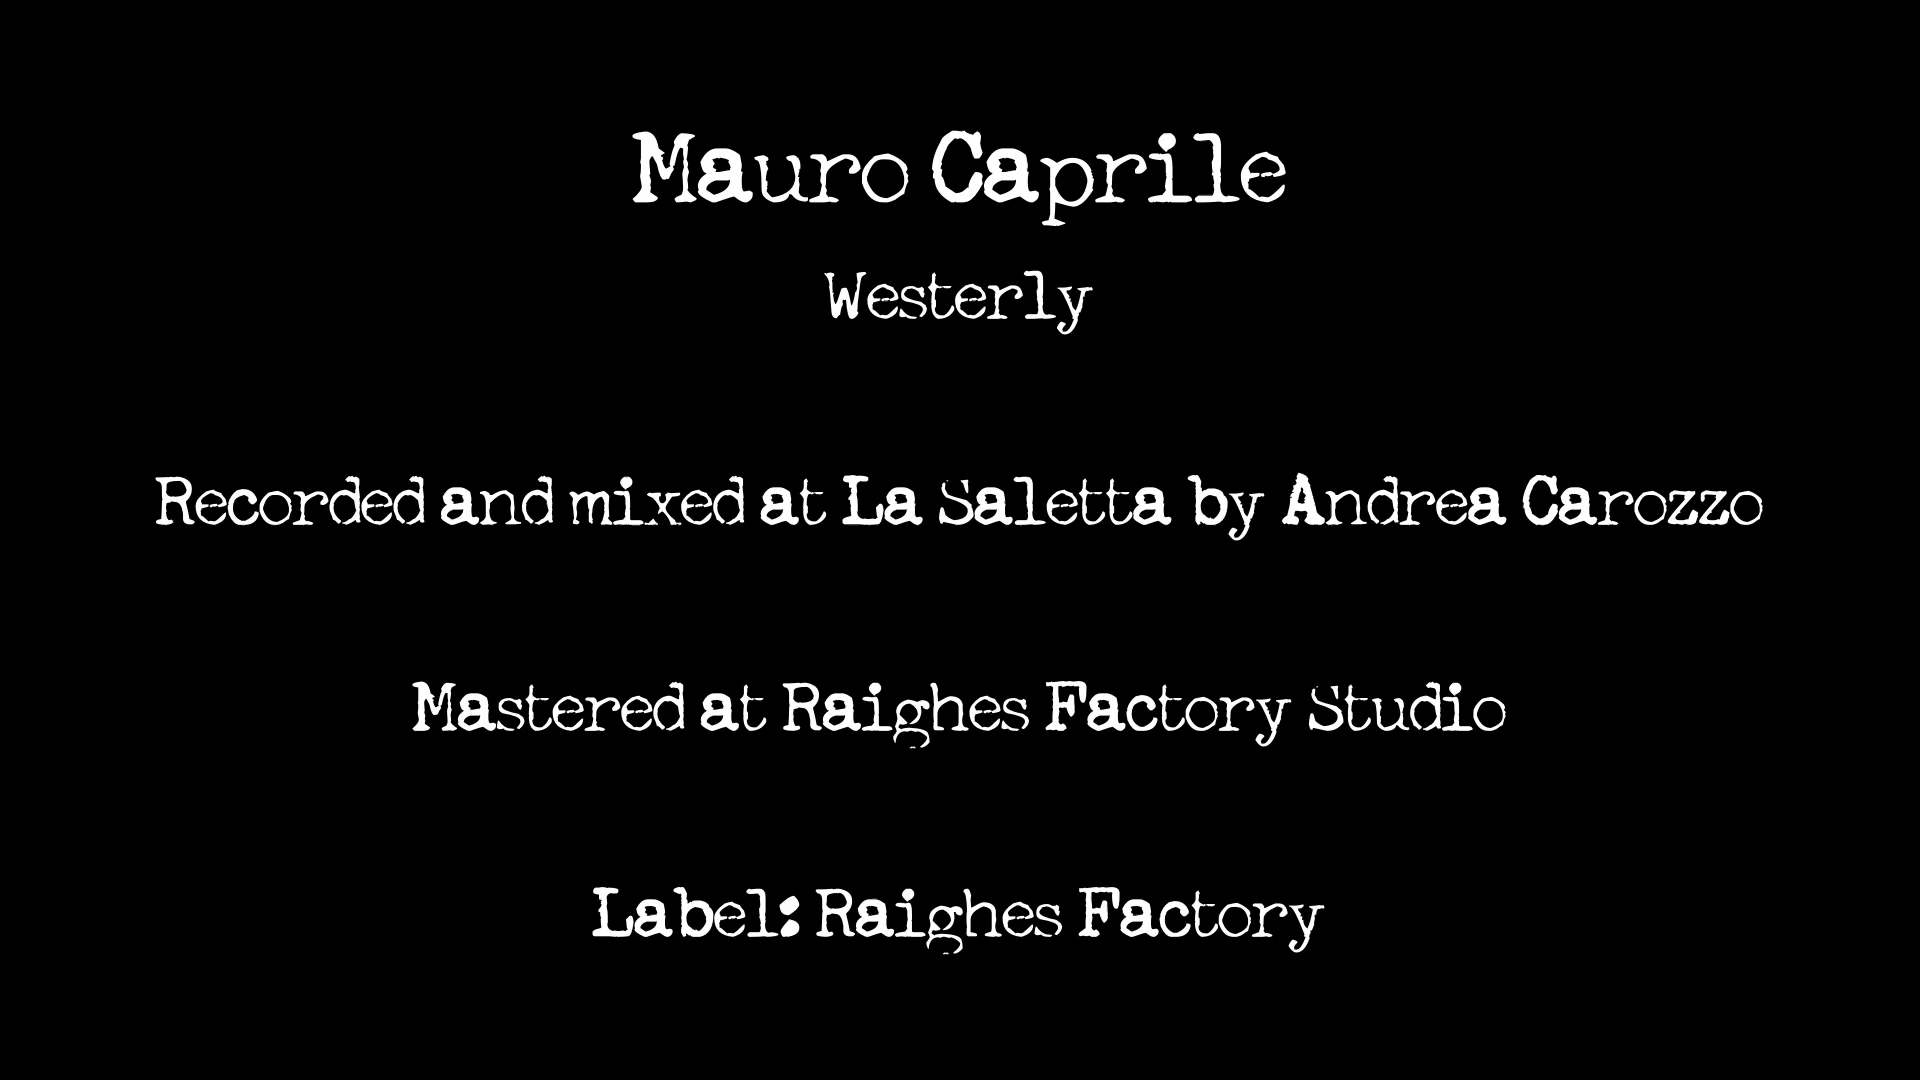 Mauro Caprile
Westerly
Recorded and mixed at La Saletta by Andrea Carozzo
Mastered at Raighes Factory Studio
Label: Raighes Factory